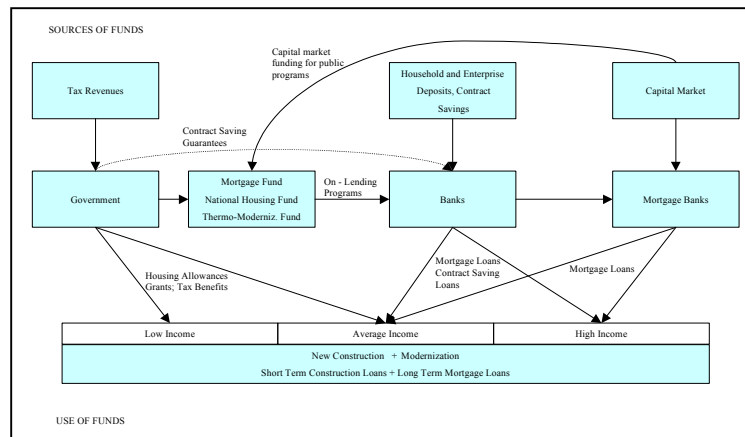 SOURCES OF FUNDS
Capital market
funding for public
programs
Tax Revenues
Household and Enterprise
Deposits, Contract
Savings
Capital Market
Contract Saving
Guarantees
Government
Mortgage Fund
National Housing Fund
Thermo-Moderniz. Fund
On - Lending
Programs
Banks
Mortgage Banks
Housing Allowances
Grants; Tax Benefits
Mortgage Loans
Contract Saving
Loans
Mortgage Loans
Low Income
Average Income
High Income
New Construction + Modernization
Short Term Construction Loans + Long Term Mortgage Loans
USE OF FUNDS